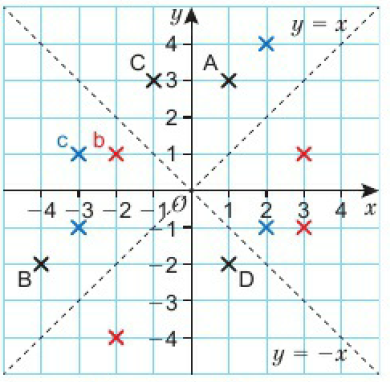 y
y = x
4
C A
3
2
c b
1
-4 -3 -2 -1 O 1 2 3 4 x
-1
B -2 D
-3
-4
y = -x